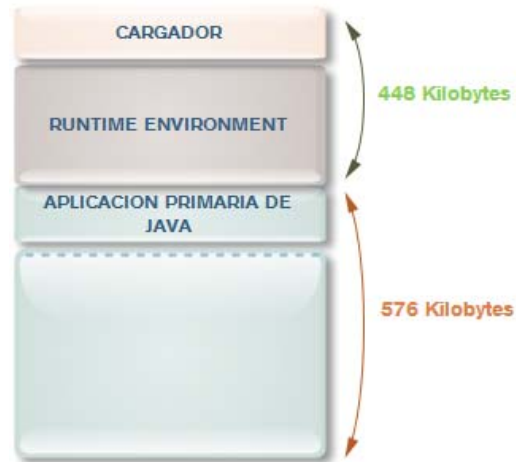 CARGADOR
448 Kilobytes
RUNTIME ENVIRONMENT
APLICACION PRIMARIA DE
JAVA
576 Kilobytes